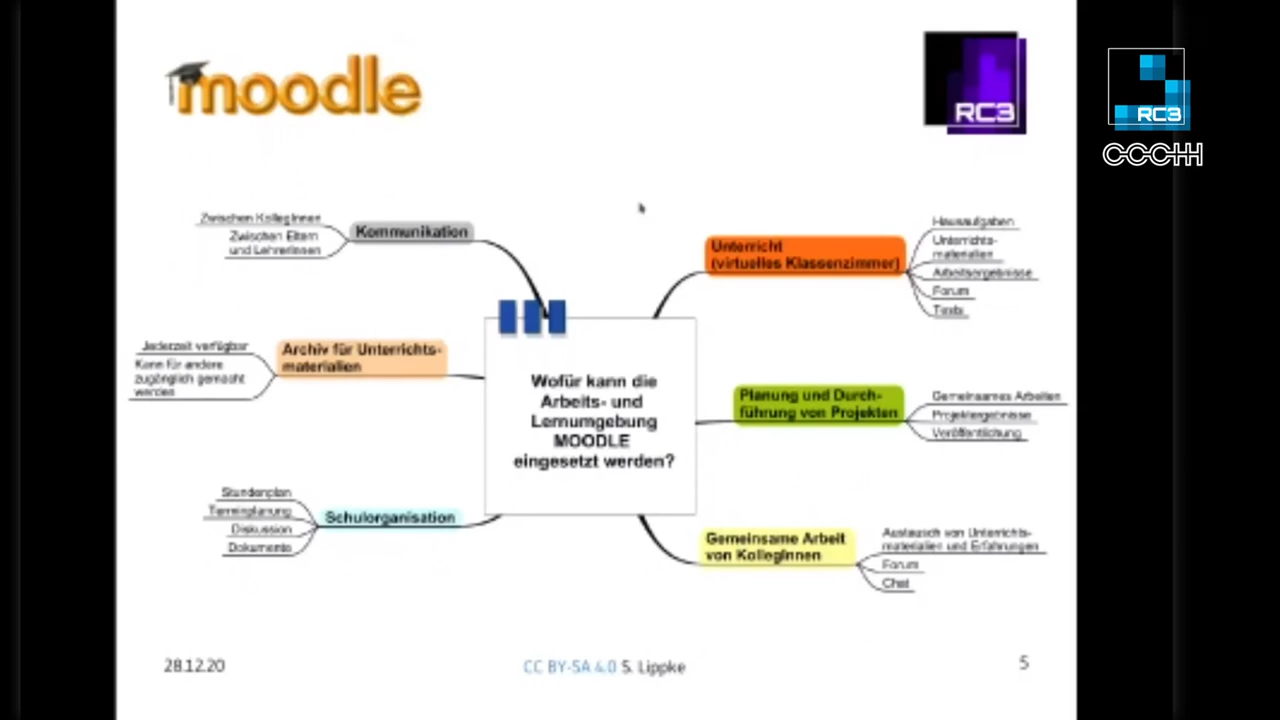 moodle
RC3
RC3
CCCHH
Kommunikation
Zwischen KollegInnen
Zwischen Eltern
und LehrerInnen
Archiv für Unterrichts-
materialien
Jederzeit verfügbar
Kann für andere
zugänglich gemacht
werden
Schulorganisation
Stundenplan
Terminplanung
Diskussion
Dokumente
Wofür kann die
Arbeits- und
Lernumgebung
MOODLE
eingesetzt werden?
Unterricht
(virtuelles Klassenzimmer)
Hausaufgaben
Unterrichts-
materialien
Arbeitsergebnisse
Forum
Tests
Planung und Durch-
führung von Projekten
Gemeinsames Arbeiten
Projektergebnisse
Veröffentlichung
Gemeinsame Arbeit
von KollegInnen
Austausch von Unterrichts-
materialien und Erfahrungen
Forum
Chat
28.12.20
CC BY-SA 4.0 S. Lippke
5